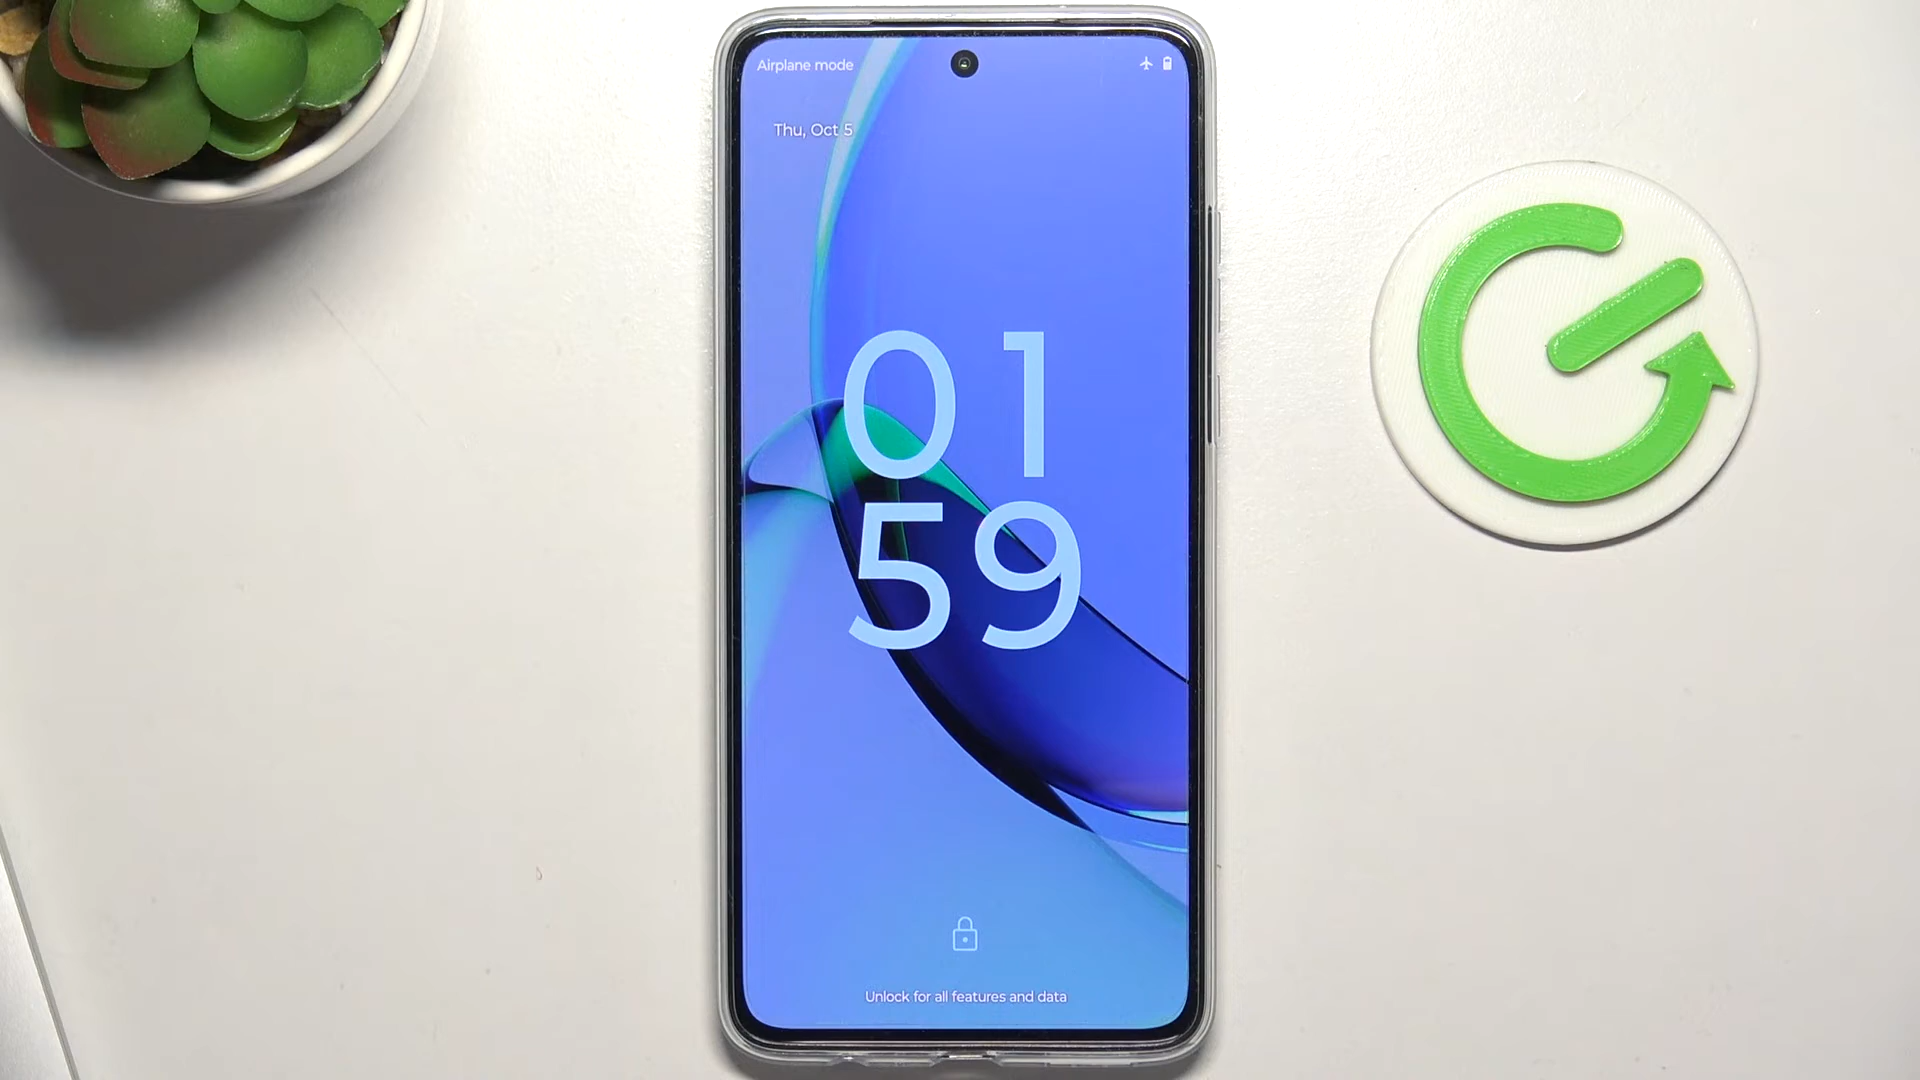 Airplane mode
Thu, Oct 5
01
59
Unlock for all features and data